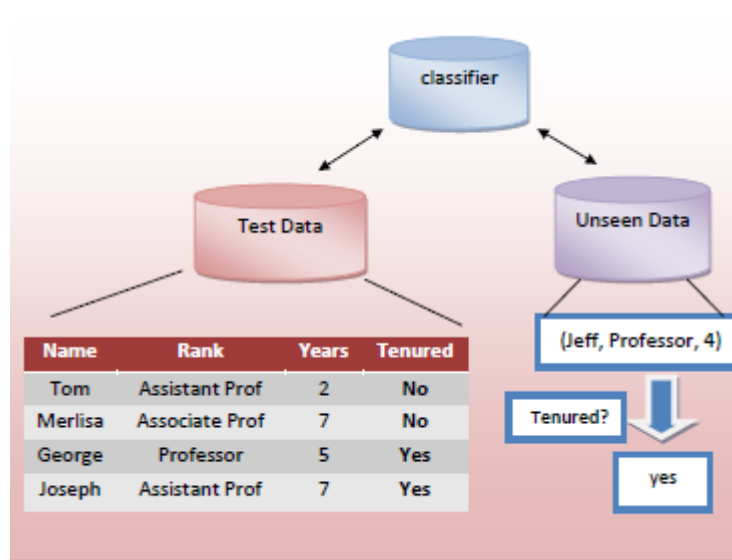 classifier
Test Data
Unseen Data
Name Rank Years Tenured
Tom Assistant Prof 2 No
Merlisa Associate Prof 7 No
George Professor 5 Yes
Joseph Assistant Prof 7 Yes
(Jeff, Professor, 4)
Tenured?
yes